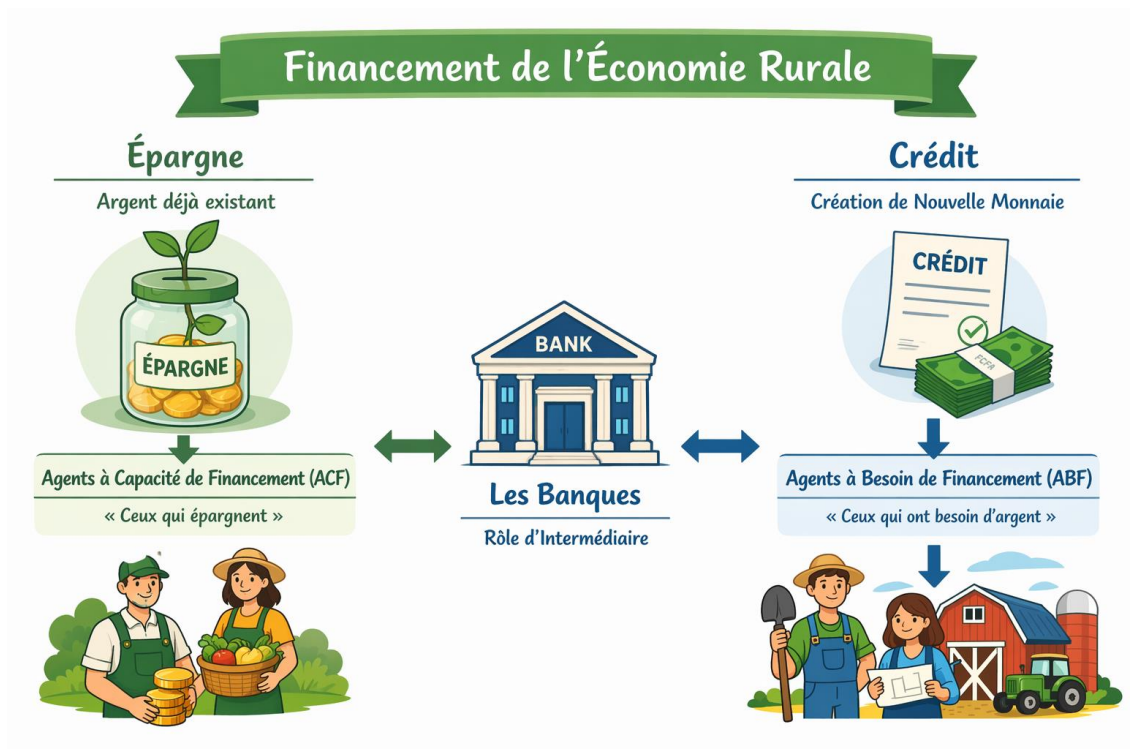 Financement de l'Économie Rurale
Épargne
Argent déjà existant
ÉPARGNE
Agents à Capacité de Financement (ACF)
« Ceux qui épargnent »
BANK
Les Banques
Rôle d'Intermédiaire
Crédit
Création de Nouvelle Monnaie
CRÉDIT
FCFA
Agents à Besoin de Financement (ABF)
« Ceux qui ont besoin d'argent »